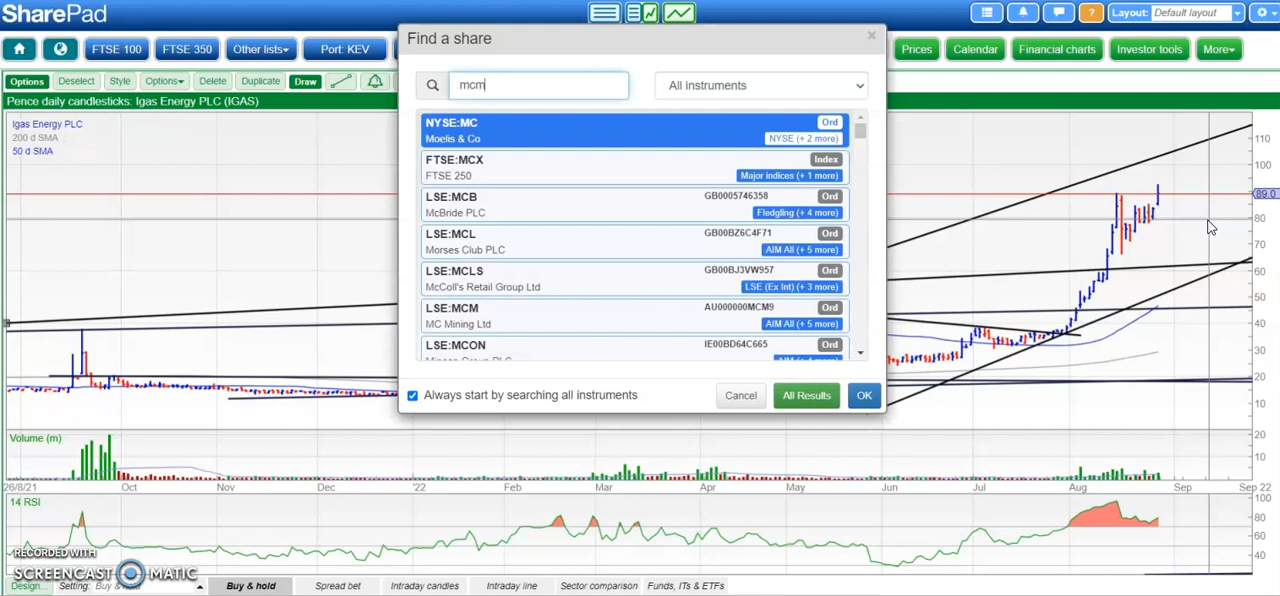 SharePad
Layout: Default layout
FTSE 100 FTSE 350 Other lists Port: KEV
Prices Calendar Financial charts Investor tools More
Options Deselect Style Options Delete Duplicate Draw
Pence daily candlesticks: Igas Energy PLC (IGAS)
Igas Energy PLC
200 d SMA
50 d SMA
Find a share
mcm
All instruments
NYSE:MC Ord
Moelis & Co NYSE (+ 2 more)
FTSE:MCX Index
FTSE 250 Major indices (+ 1 more)
LSE:MCB GB0005746358 Ord
McBride PLC Fledgling (+ 4 more)
LSE:MCL GB00BZ6C4F71 Ord
Morses Club PLC AIM All (+ 5 more)
LSE:MCLS GB00BJ3VW957 Ord
McColl's Retail Group Ltd LSE (Ex Int) (+ 3 more)
LSE:MCM AU000000MCM9 Ord
MC Mining Ltd AIM All (+ 5 more)
LSE:MCON IE00BD64C665 Ord
Always start by searching all instruments
Cancel All Results OK
110
100
89.0
80
70
60
50
40
30
20
10
Volume (m)
20
10
26/8/21 Oct Nov Dec '22 Feb Mar Apr May Jun Jul Aug Sep Sep 22
14 RSI
100
80
60
40
RECORDED WITH
SCREENCAST MATIC
Design... Setting: Buy & hold Buy & hold Spread bet Intraday candles Intraday line Sector comparison Funds, ITs & ETFs